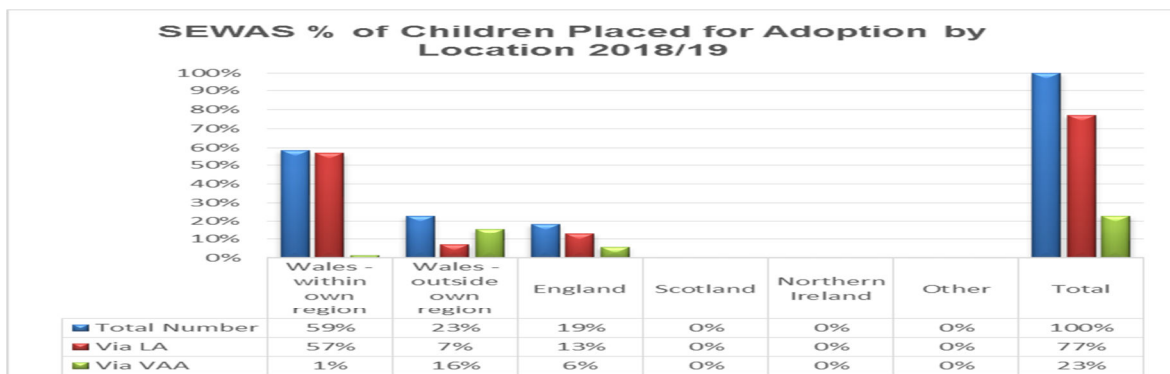 SEWAS % of Children Placed for Adoption by
Location 2018/19
100%
90%
80%
70%
60%
50%
40%
30%
20%
10%
0%
Wales - within own region Wales - outside own region England Scotland Northern Ireland Other Total
Total Number 59% 23% 19% 0% 0% 0% 100%
Via LA 57% 7% 13% 0% 0% 0% 77%
Via VAA 1% 16% 6% 0% 0% 0% 23%